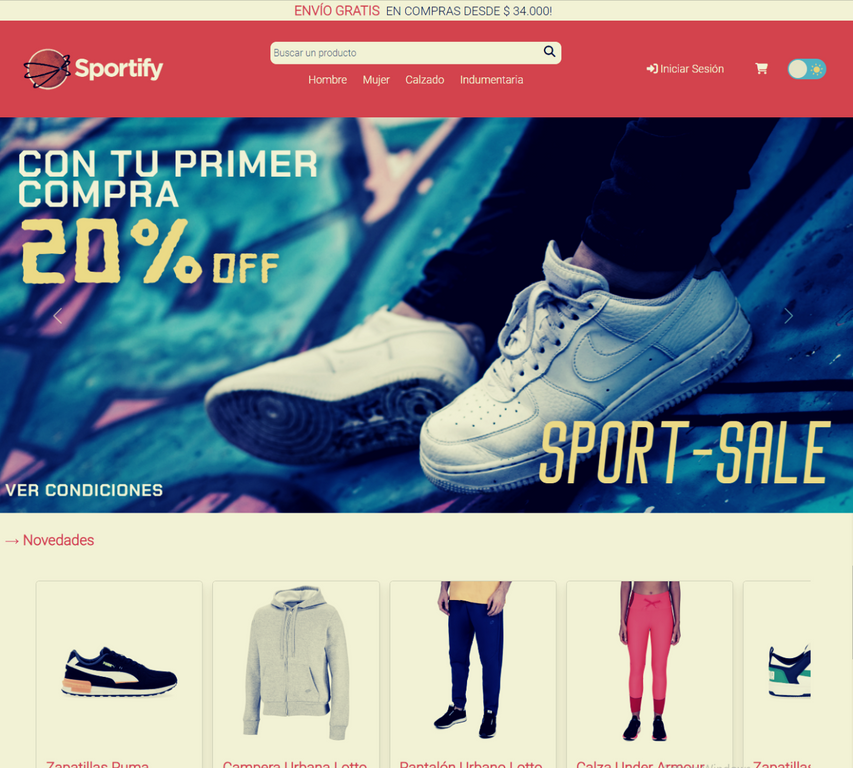 ENVÍO GRATIS EN COMPRAS DESDE $ 34.000!
Sportify
Buscar un producto
Hombre Mujer Calzado Indumentaria
Iniciar Sesión
CON TU PRIMER
COMPRA
20% OFF
SPORT-SALE
VER CONDICIONES
→ Novedades
Zapatillas Puma
Campera Urbana Lotto
Pantalón Urbano Lotto
Calza Under Armour
Zapatillas